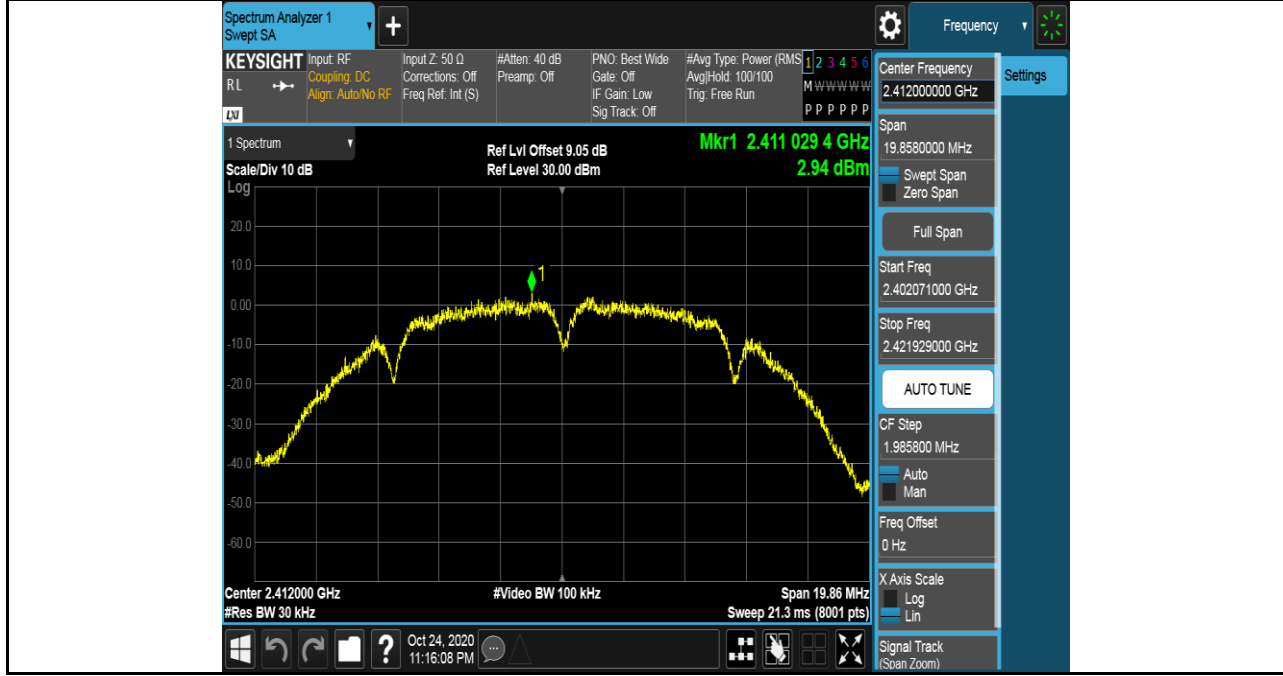 Spectrum Analyzer 1
Swept SA
+
Frequency
KEYSIGHT
RL
LXI
Input: RF
Coupling: DC
Align: Auto/No RF
Input Z: 50 Ω
Corrections: Off
Freq Ref: Int (S)
#Atten: 40 dB
Preamp: Off
PNO: Best Wide
Gate: Off
IF Gain: Low
Sig Track: Off
#Avg Type: Power (RMS
Avg|Hold: 100/100
Trig: Free Run
1 2 3 4 5 6
M W W W W W
P P P P P P
1 Spectrum
Scale/Div 10 dB
Log
Ref Lvl Offset 9.05 dB
Ref Level 30.00 dBm
Mkr1 2.411 029 4 GHz
2.94 dBm
20.0
10.0
0.00
-10.0
-20.0
-30.0
-40.0
-50.0
-60.0
1
Center 2.412000 GHz
#Res BW 30 kHz
#Video BW 100 kHz
Span 19.86 MHz
Sweep 21.3 ms (8001 pts)
?
Oct 24, 2020
11:16:08 PM
Center Frequency
2.412000000 GHz
Settings
Span
19.8580000 MHz
Swept Span
Zero Span
Full Span
Start Freq
2.402071000 GHz
Stop Freq
2.421929000 GHz
AUTO TUNE
CF Step
1.985800 MHz
Auto
Man
Freq Offset
0 Hz
X Axis Scale
Log
Lin
Signal Track
(Span Zoom)